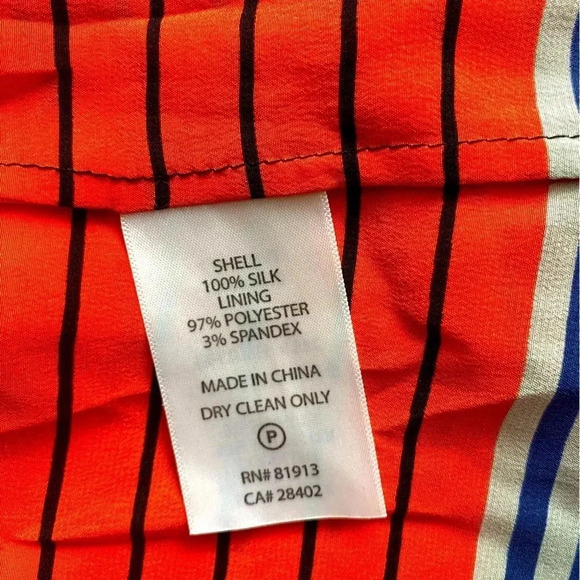 SHELL
100% SILK
LINING
97% POLYESTER
3% SPANDEX
MADE IN CHINA
DRY CLEAN ONLY
P
RN# 81913
CA# 28402